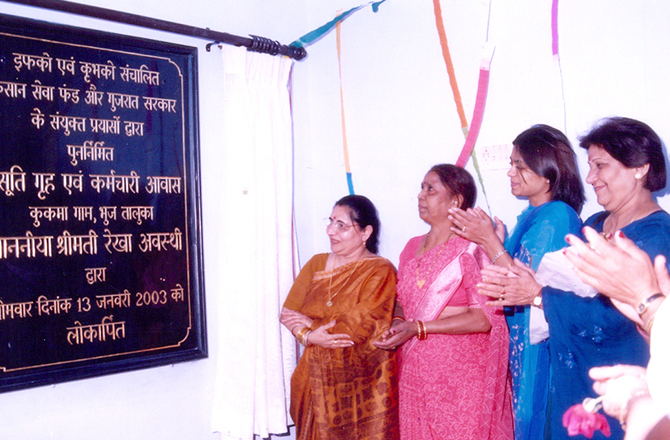 इफको एवं कृभको संचालित
सान सेवा फंड और गुजरात सरकार
के संयुक्त प्रयासों द्वारा
पुनर्निर्मित
सूति गृह एवं कर्मचारी आवास
कुकमा गाम, भुज तालुका
ाननीया श्रीमती रेखा अवस्थी
द्वारा
ोमवार दिनांक 13 जनवरी 2003 को
लोकार्पित